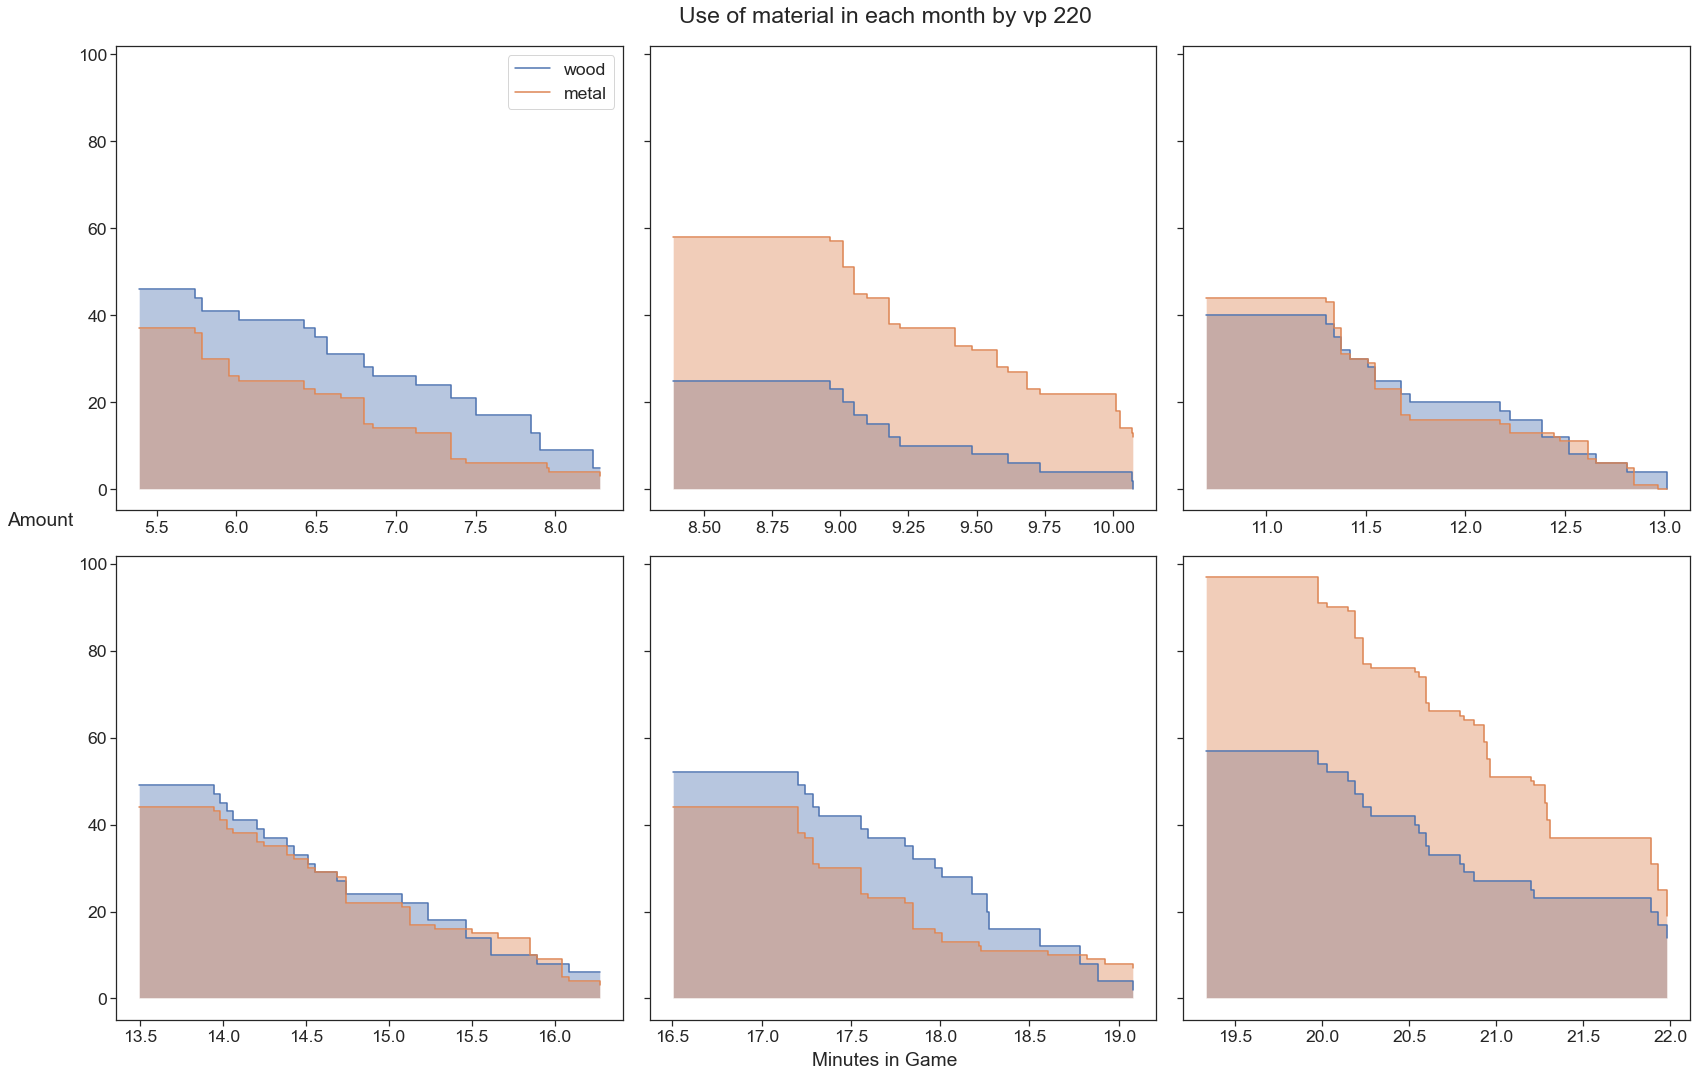 Use of material in each month by vp 220
wood
metal
100
80
60
40
20
0
5.5 6.0 6.5 7.0 7.5 8.0
8.50 8.75 9.00 9.25 9.50 9.75 10.00
11.0 11.5 12.0 12.5 13.0
Amount
100
80
60
40
20
0
13.5 14.0 14.5 15.0 15.5 16.0
16.5 17.0 17.5 18.0 18.5 19.0
19.5 20.0 20.5 21.0 21.5 22.0
Minutes in Game